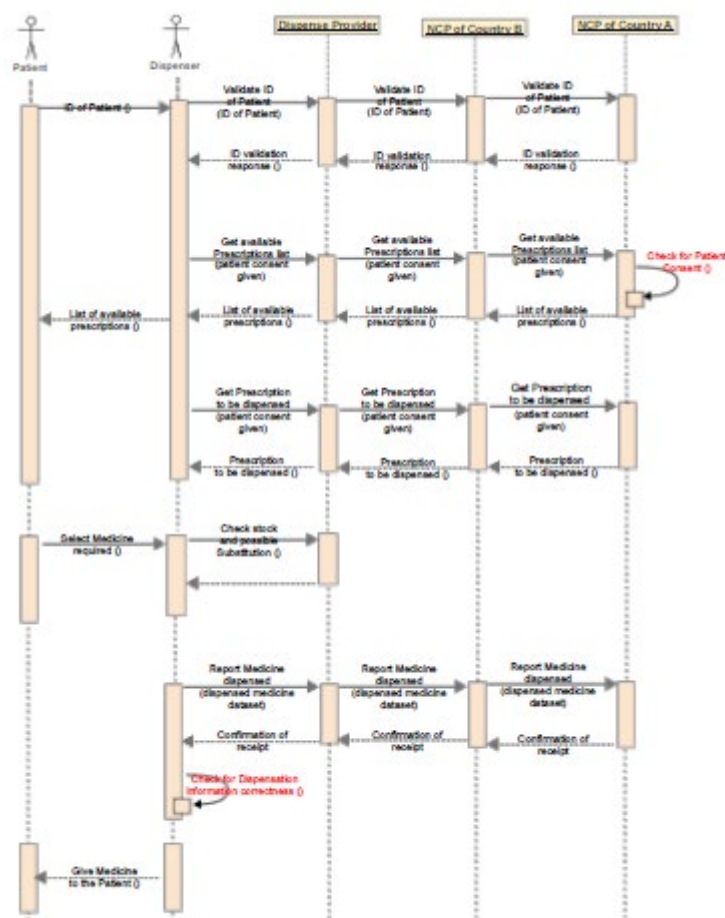 Dispense Provider
NCP of Country B
NCP of Country A
Patient
Dispenser
ID of Patient ()
Validate ID
of Patient
(ID of Patient)
Validate ID
of Patient
(ID of Patient)
Validate ID
of Patient
(ID of Patient)
ID validation
response ()
ID validation
response ()
ID validation
response ()
Get available
Prescriptions list
(patient consent
given)
Get available
Prescriptions list
(patient consent
given)
Get available
Prescriptions list
(patient consent
given)
Check for Patient
Consent ()
List of available
prescriptions ()
List of available
prescriptions ()
List of available
prescriptions ()
List of available
prescriptions ()
Get Prescription
to be dispensed
(patient consent
given)
Get Prescription
to be dispensed
(patient consent
given)
Get Prescription
to be dispensed
(patient consent
given)
Prescription
to be dispensed ()
Prescription
to be dispensed ()
Prescription
to be dispensed ()
Select Medicine
required ()
Check stock
and possible
Substitution ()
Report Medicine
dispensed
(dispensed medicine
dataset)
Report Medicine
dispensed
(dispensed medicine
dataset)
Report Medicine
dispensed
(dispensed medicine
dataset)
Confirmation of
receipt
Confirmation of
receipt
Confirmation of
receipt
Check for Dispensation
Information correctness ()
Give Medicine
to the Patient ()